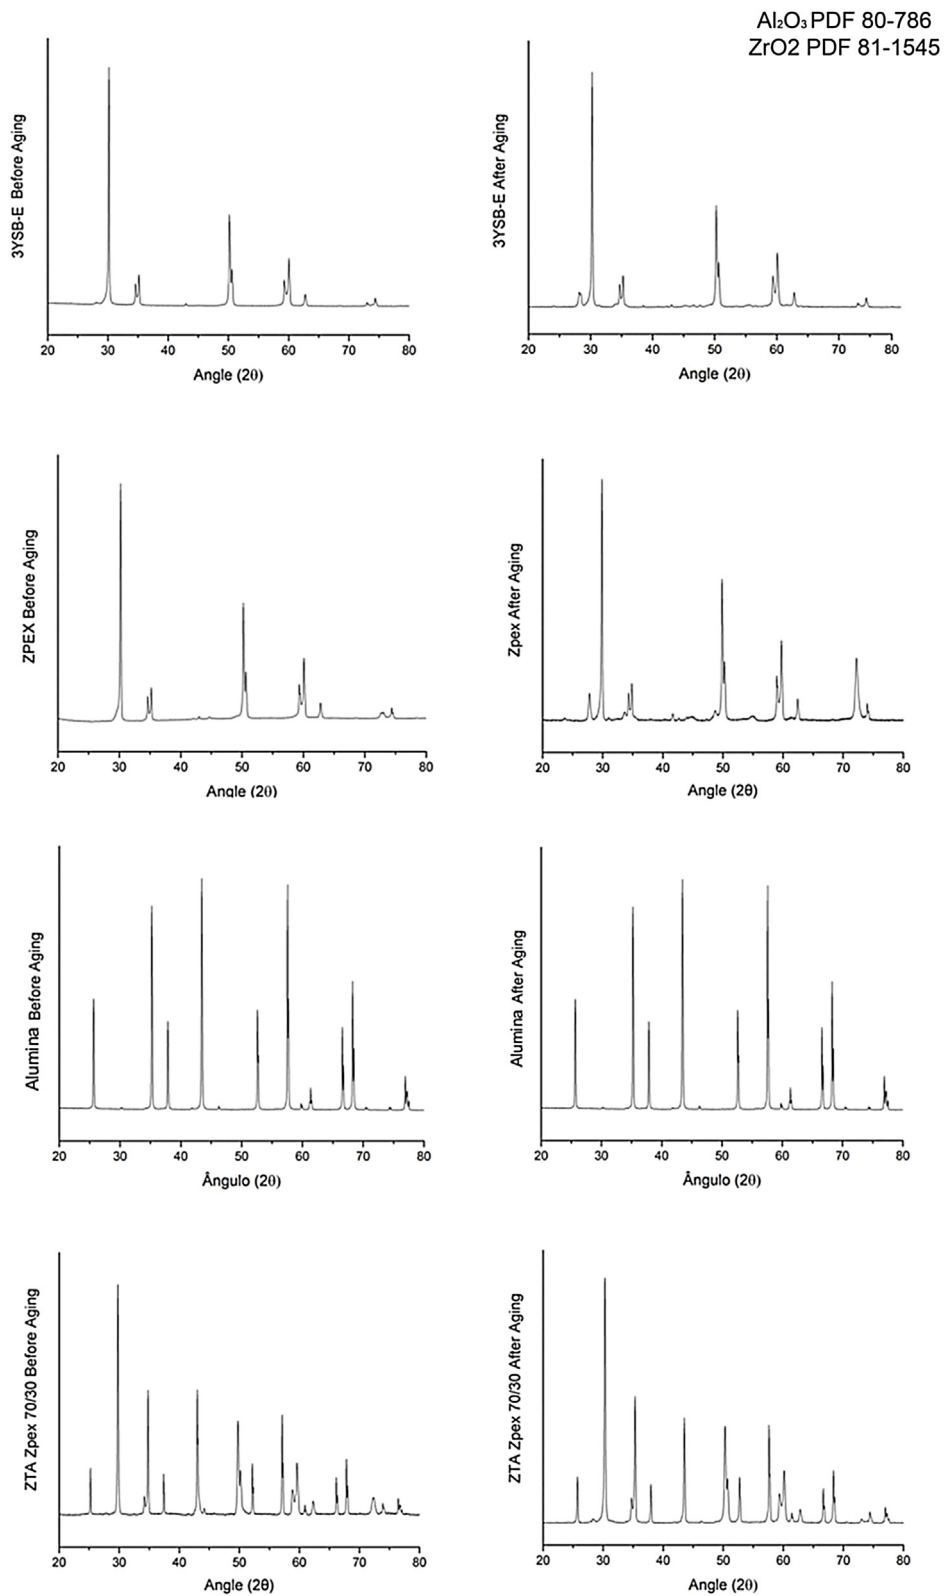 Al₂O₃ PDF 80-786
ZrO2 PDF 81-1545
3YSB-E Before Aging
20 30 40 50 60 70 80
Angle (2θ)
3YSB-E After Aging
20 30 40 50 60 70 80
Angle (2θ)
ZPEX Before Aging
20 30 40 50 60 70 80
Angle (2θ)
Zpex After Aging
20 30 40 50 60 70 80
Angle (2θ)
Alumina Before Aging
20 30 40 50 60 70 80
Ângulo (2θ)
Alumina After Aging
20 30 40 50 60 70 80
Ângulo (2θ)
ZTA Zpex 70/30 Before Aging
20 30 40 50 60 70 80
Angle (2θ)
ZTA Zpex 70/30 After Aging
20 30 40 50 60 70 80
Angle (2θ)